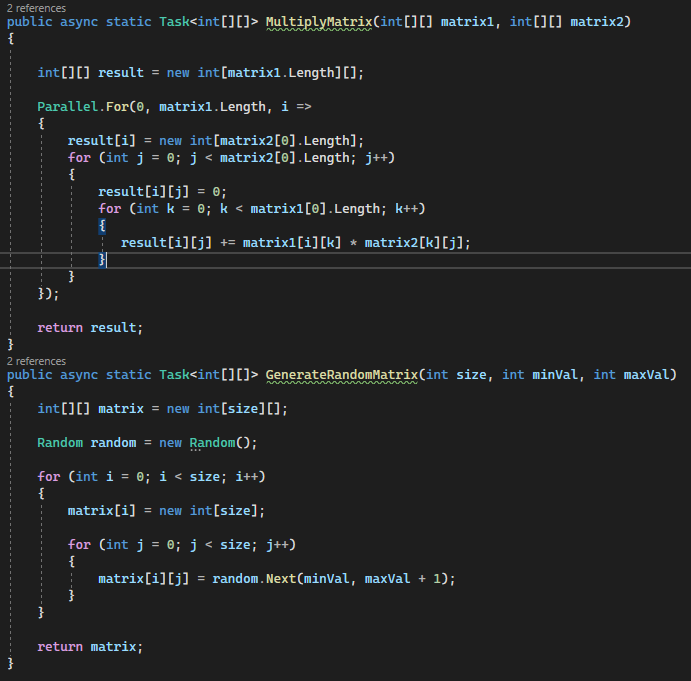 2 references
public async static Task<int[][]> MultiplyMatrix(int[][] matrix1, int[][] matrix2)
{
int[][] result = new int[matrix1.Length][];
Parallel.For(0, matrix1.Length, i =>
{
result[i] = new int[matrix2[0].Length];
for (int j = 0; j < matrix2[0].Length; j++)
{
result[i][j] = 0;
for (int k = 0; k < matrix1[0].Length; k++)
{
result[i][j] += matrix1[i][k] * matrix2[k][j];
}
}
});
return result;
}
2 references
public async static Task<int[][]> GenerateRandomMatrix(int size, int minVal, int maxVal)
{
int[][] matrix = new int[size][];
Random random = new Random();
for (int i = 0; i < size; i++)
{
matrix[i] = new int[size];
for (int j = 0; j < size; j++)
{
matrix[i][j] = random.Next(minVal, maxVal + 1);
}
}
return matrix;
}